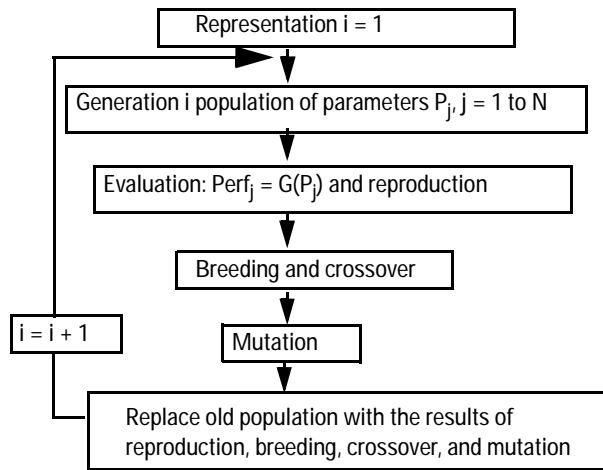 Representation i = 1
Generation i population of parameters Pj, j = 1 to N
Evaluation: Perfj = G(Pj) and reproduction
Breeding and crossover
i = i + 1
Mutation
Replace old population with the results of
reproduction, breeding, crossover, and mutation